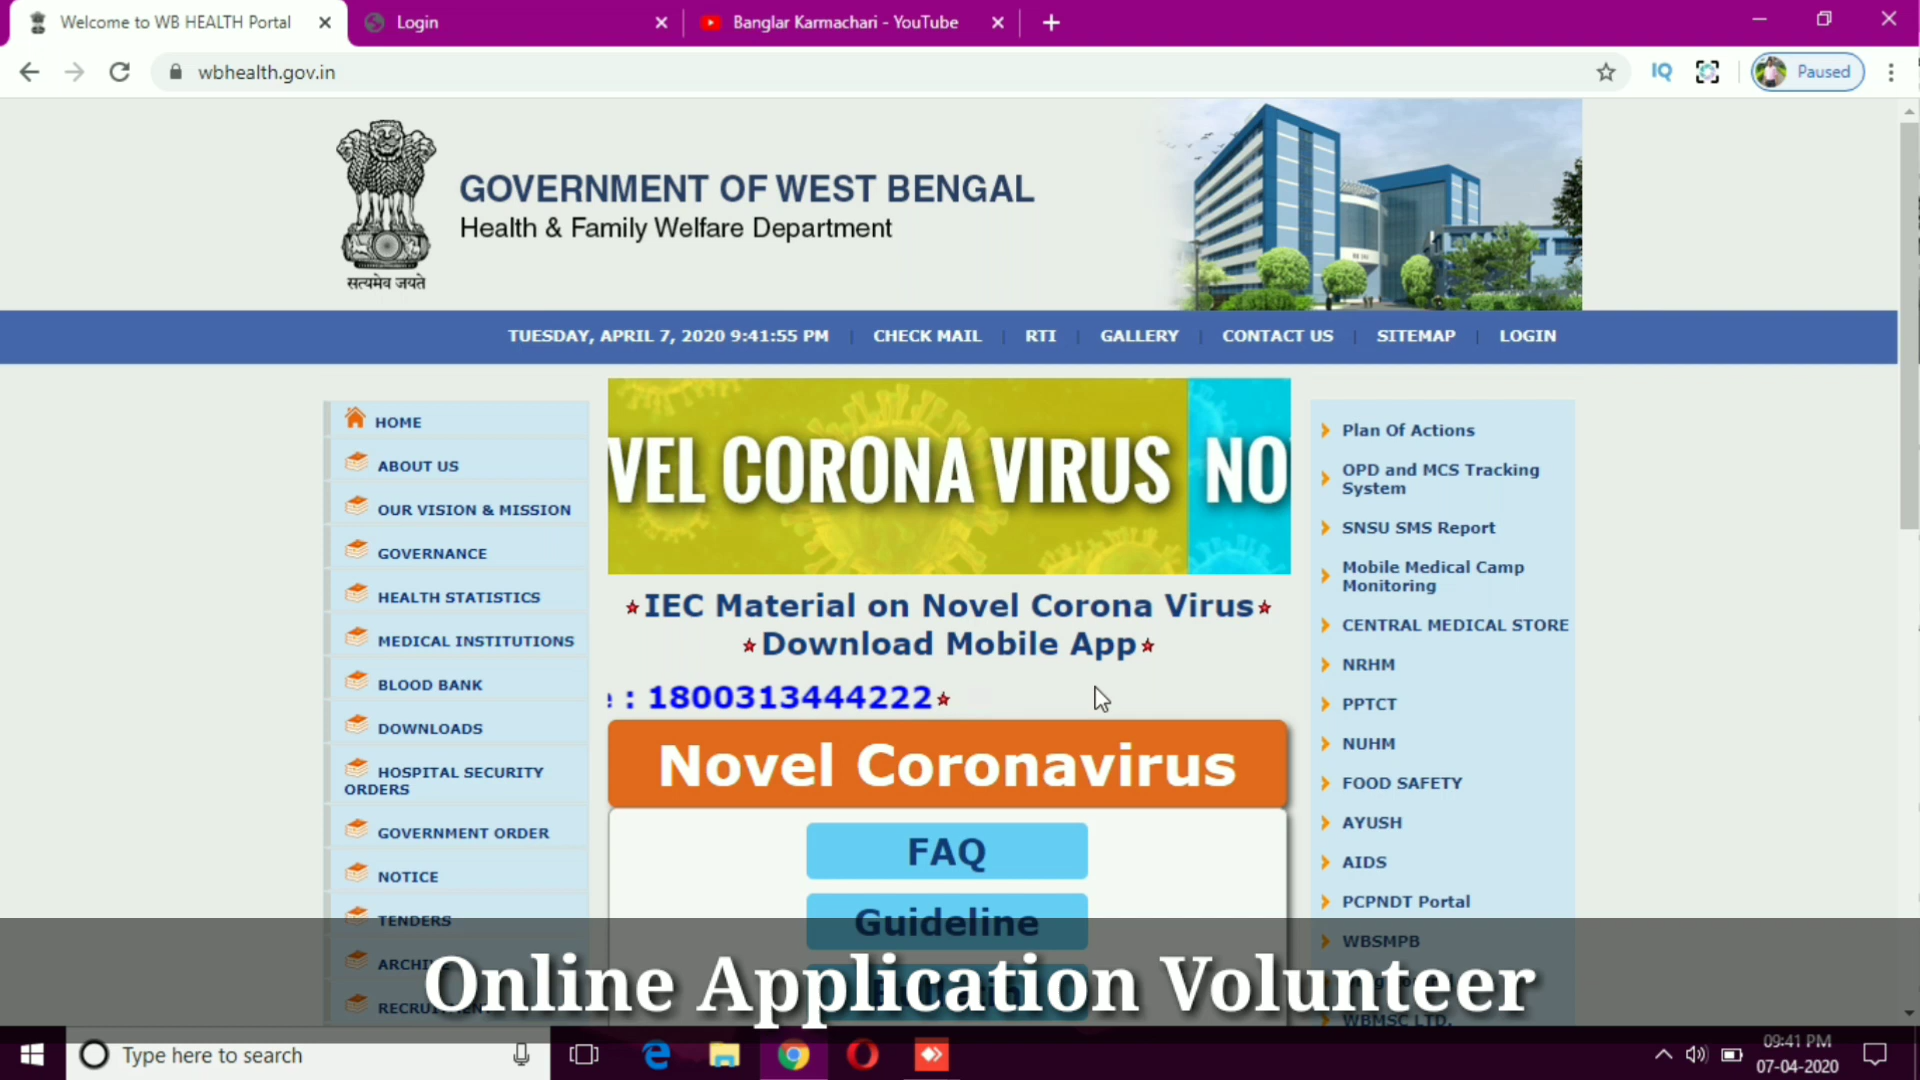 Welcome to WB HEALTH Portal
Login
Banglar Karmachari - YouTube
wbhealth.gov.in
IQ
Paused
सत्यमेव जयते
GOVERNMENT OF WEST BENGAL
Health & Family Welfare Department
TUESDAY, APRIL 7, 2020 9:41:55 PM
CHECK MAIL
RTI
GALLERY
CONTACT US
SITEMAP
LOGIN
HOME
ABOUT US
OUR VISION & MISSION
GOVERNANCE
HEALTH STATISTICS
MEDICAL INSTITUTIONS
BLOOD BANK
DOWNLOADS
HOSPITAL SECURITY
ORDERS
GOVERNMENT ORDER
NOTICE
TENDERS
VEL CORONA VIRUS NO
IEC Material on Novel Corona Virus
Download Mobile App
: 1800313444222
Novel Coronavirus
FAQ
Guideline
Plan Of Actions
OPD and MCS Tracking
System
SNSU SMS Report
Mobile Medical Camp
Monitoring
CENTRAL MEDICAL STORE
NRHM
PPTCT
NUHM
FOOD SAFETY
AYUSH
AIDS
PCPNDT Portal
WBSMPB
WBMSC LTD.
Online Application Volunteer
Type here to search
09:41 PM
07-04-2020